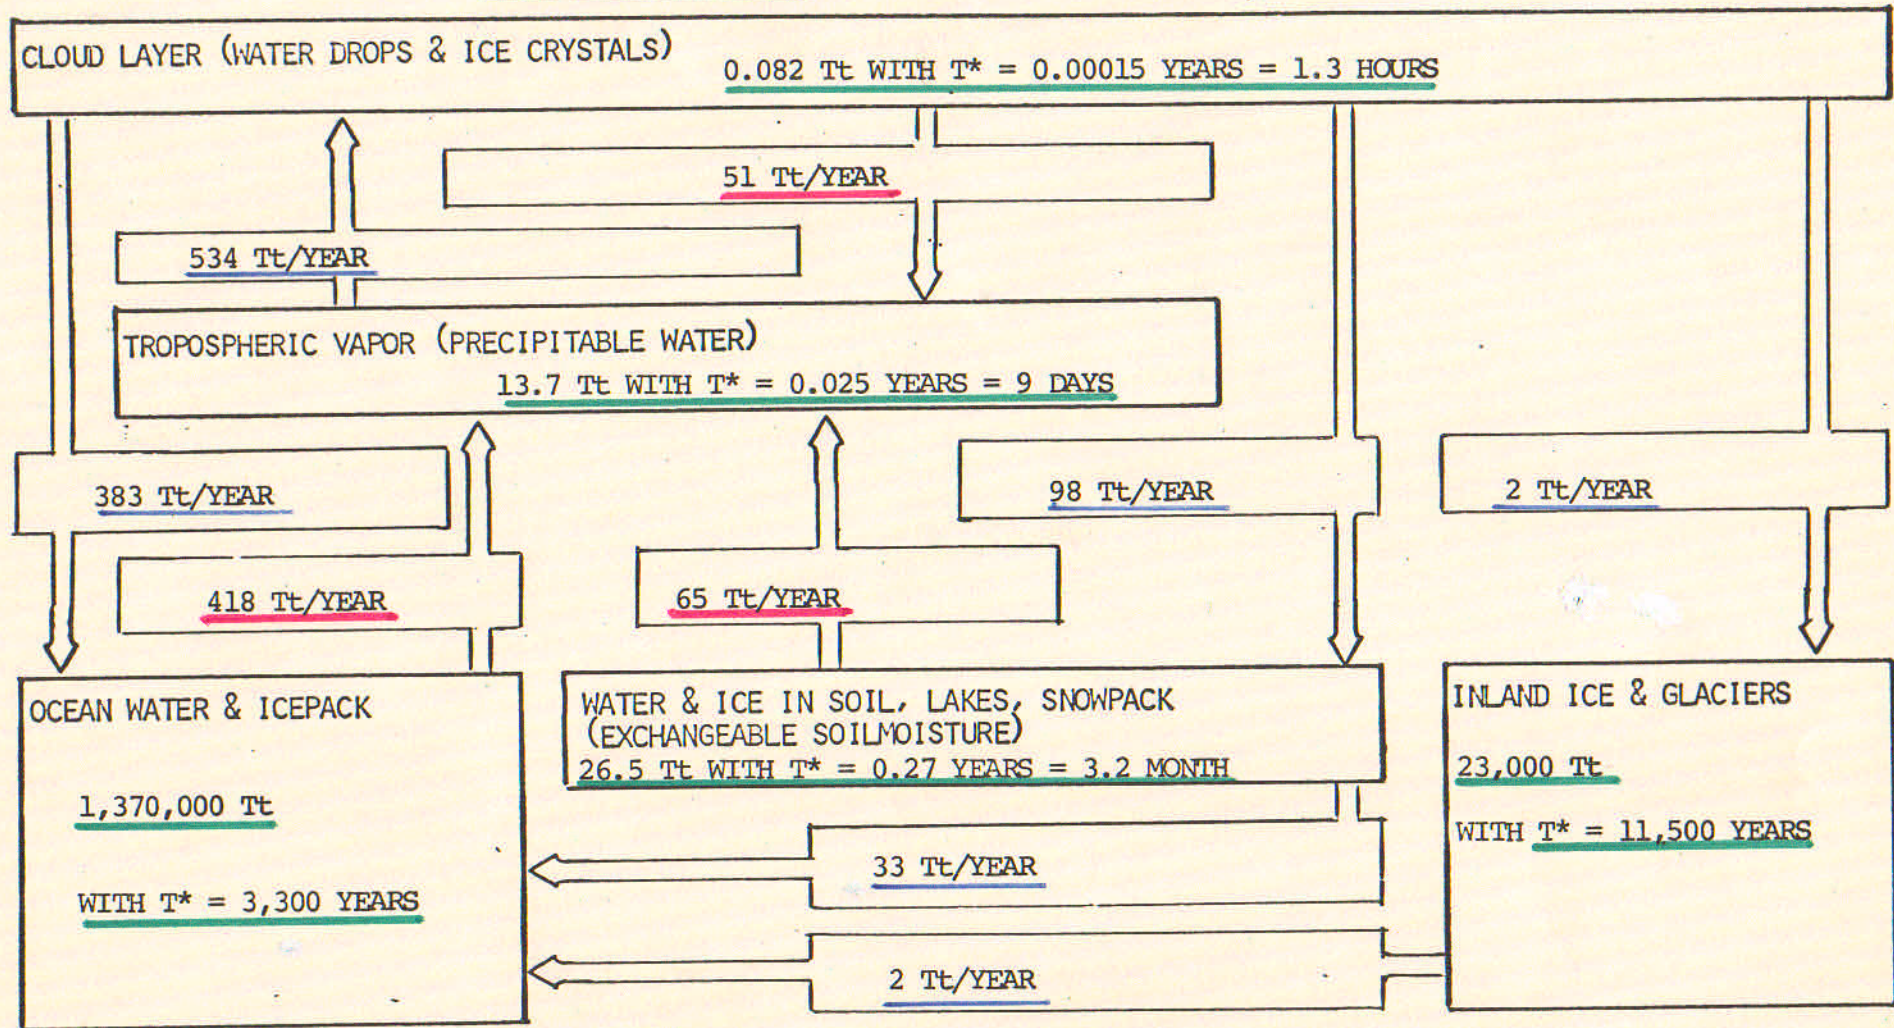 CLOUD LAYER (WATER DROPS & ICE CRYSTALS)
0.082 Tt WITH T* = 0.00015 YEARS = 1.3 HOURS
51 Tt/YEAR
534 Tt/YEAR
TROPOSPHERIC VAPOR (PRECIPITABLE WATER)
13.7 Tt WITH T* = 0.025 YEARS = 9 DAYS
383 Tt/YEAR
98 Tt/YEAR
2 Tt/YEAR
418 Tt/YEAR
65 Tt/YEAR
OCEAN WATER & ICEPACK
1,370,000 Tt
WITH T* = 3,300 YEARS
WATER & ICE IN SOIL, LAKES, SNOWPACK
(EXCHANGEABLE SOILMOISTURE)
26.5 Tt WITH T* = 0.27 YEARS = 3.2 MONTH
INLAND ICE & GLACIERS
23,000 Tt
WITH T* = 11,500 YEARS
33 Tt/YEAR
2 Tt/YEAR